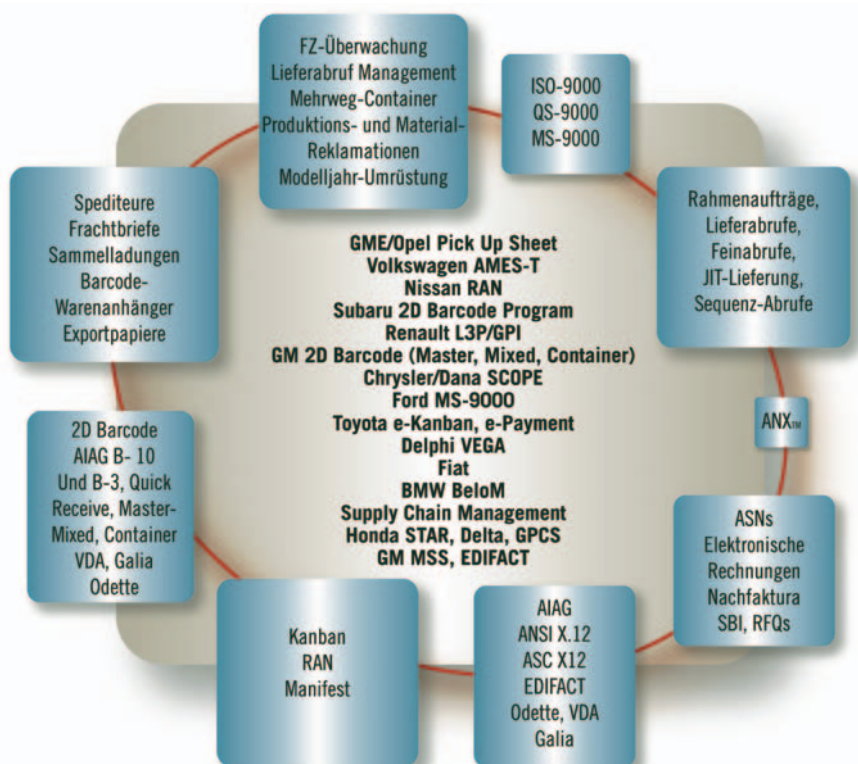 FZ-Überwachung
Lieferabruf Management
Mehrweg-Container
Produktions- und Material-
Reklamationen
Modelljahr-Umrüstung
ISO-9000
QS-9000
MS-9000
Rahmenaufträge,
Lieferabrufe,
Feinabrufe,
JIT-Lieferung,
Sequenz-Abrufe
ANX™
ASNs
Elektronische
Rechnungen
Nachfaktura
SBI, RFQs
AIAG
ANSI X.12
ASC X12
EDIFACT
Odette, VDA
Galia
Kanban
RAN
Manifest
2D Barcode
AIAG B- 10
Und B-3, Quick
Receive, Master-
Mixed, Container
VDA, Galia
Odette
Spediteure
Frachtbriefe
Sammelladungen
Barcode-
Warenanhänger
Exportpapiere
GME/Opel Pick Up Sheet
Volkswagen AMES-T
Nissan RAN
Subaru 2D Barcode Program
Renault L3P/GPI
GM 2D Barcode (Master, Mixed, Container)
Chrysler/Dana SCOPE
Ford MS-9000
Toyota e-Kanban, e-Payment
Delphi VEGA
Fiat
BMW BeloM
Supply Chain Management
Honda STAR, Delta, GPCS
GM MSS, EDIFACT